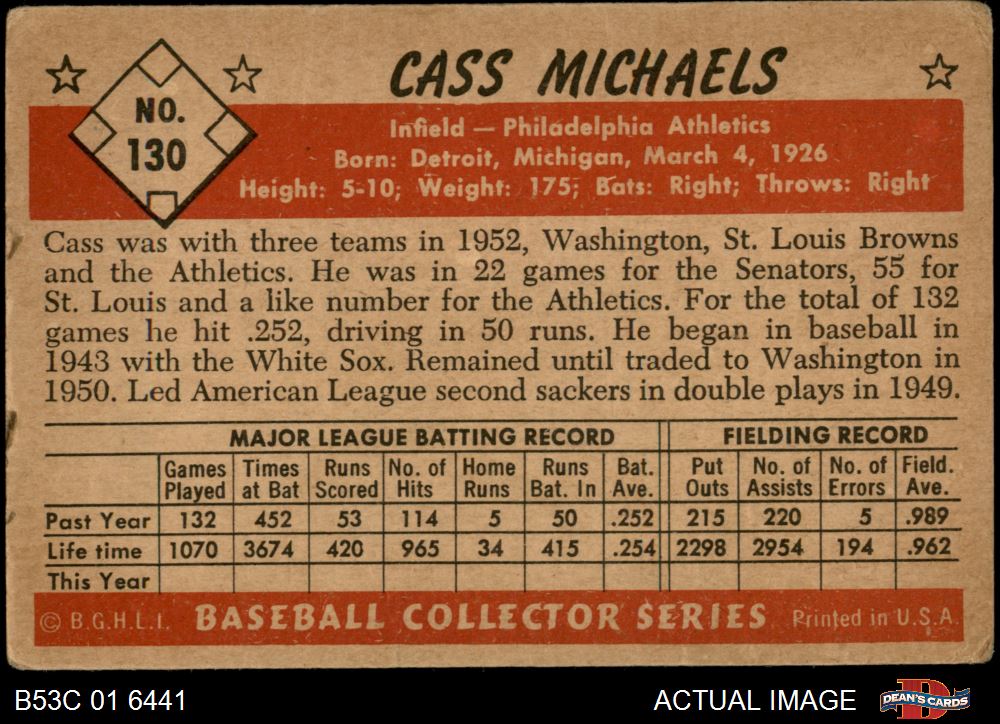 CASS MICHAELS
NO.
130
Infield — Philadelphia Athletics
Born: Detroit, Michigan, March 4, 1926
Height: 5-10; Weight: 175; Bats: Right; Throws: Right
Cass was with three teams in 1952, Washington, St. Louis Browns
and the Athletics. He was in 22 games for the Senators, 55 for
St. Louis and a like number for the Athletics. For the total of 132
games he hit .252, driving in 50 runs. He began in baseball in
1943 with the White Sox. Remained until traded to Washington in
1950. Led American League second sackers in double plays in 1949.
MAJOR LEAGUE BATTING RECORD FIELDING RECORD
Games Times Runs No. of Home Runs Bat. Put No. of No. of Field.
Played at Bat Scored Hits Runs Bat. In Ave. Outs Assists Errors Ave.
Past Year 132 452 53 114 5 50 .252 215 220 5 .989
Life time 1070 3674 420 965 34 415 .254 2298 2954 194 .962
This Year
© B.G.H.L.I. BASEBALL COLLECTOR SERIES Printed in U.S.A.
B53C 01 6441 ACTUAL IMAGE DEAN'S CARDS